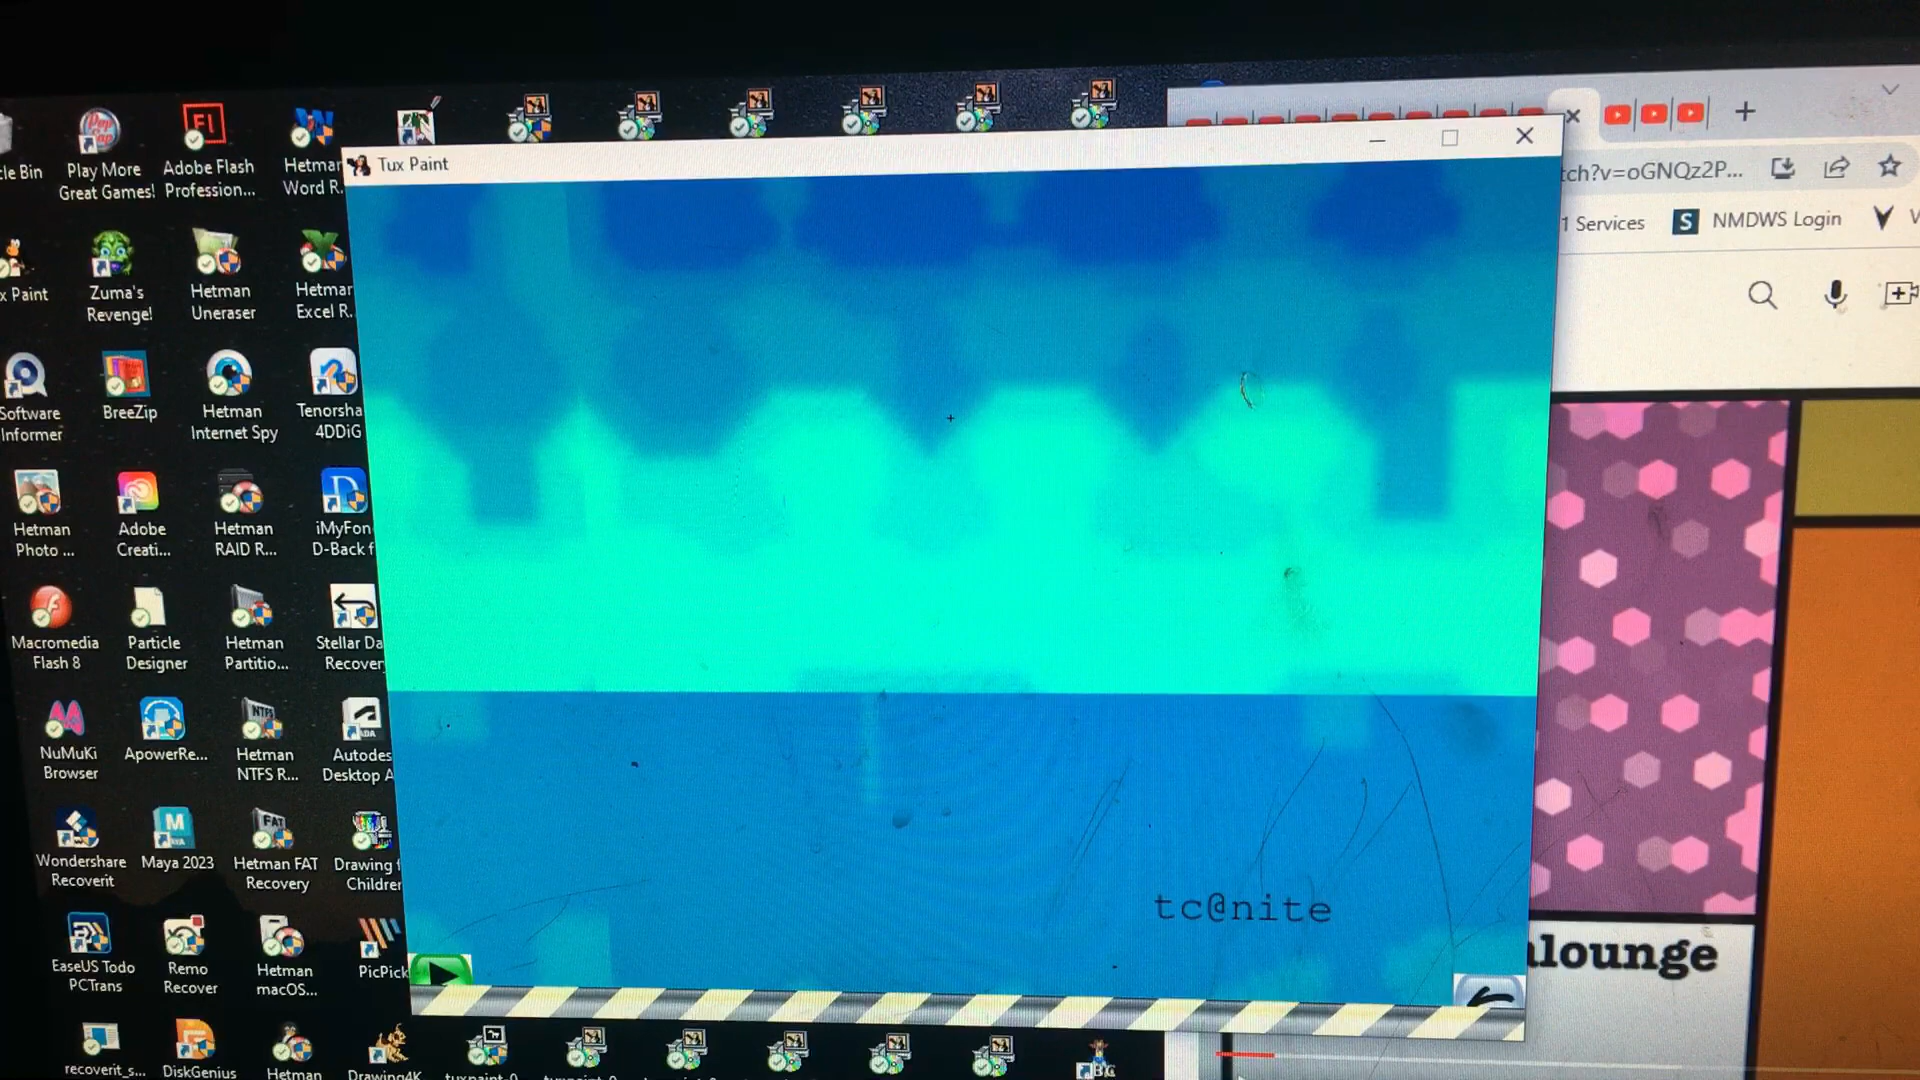 Tux Paint
tch?v=oGNQz2P...
Services
NMDWS Login
cle Bin
Play More
Great Games!
Adobe Flash
Profession...
Hetman
Word R.
x Paint
Zuma's
Revenge!
Hetman
Uneraser
Hetman
Excel R.
Software
Informer
BreeZip
Hetman
Internet Spy
Tenorsha
4DDiG
Hetman
Photo ...
Adobe
Creati...
Hetman
RAID R...
iMyFon
D-Back f
Macromedia
Flash 8
Particle
Designer
Hetman
Partitio...
Stellar Da
Recovery
NuMuKi
Browser
ApowerRe...
Hetman
NTFS R...
Autodes
Desktop A
Wondershare
Recoverit
Maya 2023
Hetman FAT
Recovery
Drawing f
Children
EaseUS Todo
PCTrans
Remo
Recover
Hetman
macOS...
PicPick
recoverit_s...
DiskGenius
Hetman
Drawing4K
tuxpaint-0
tc@nite
alounge